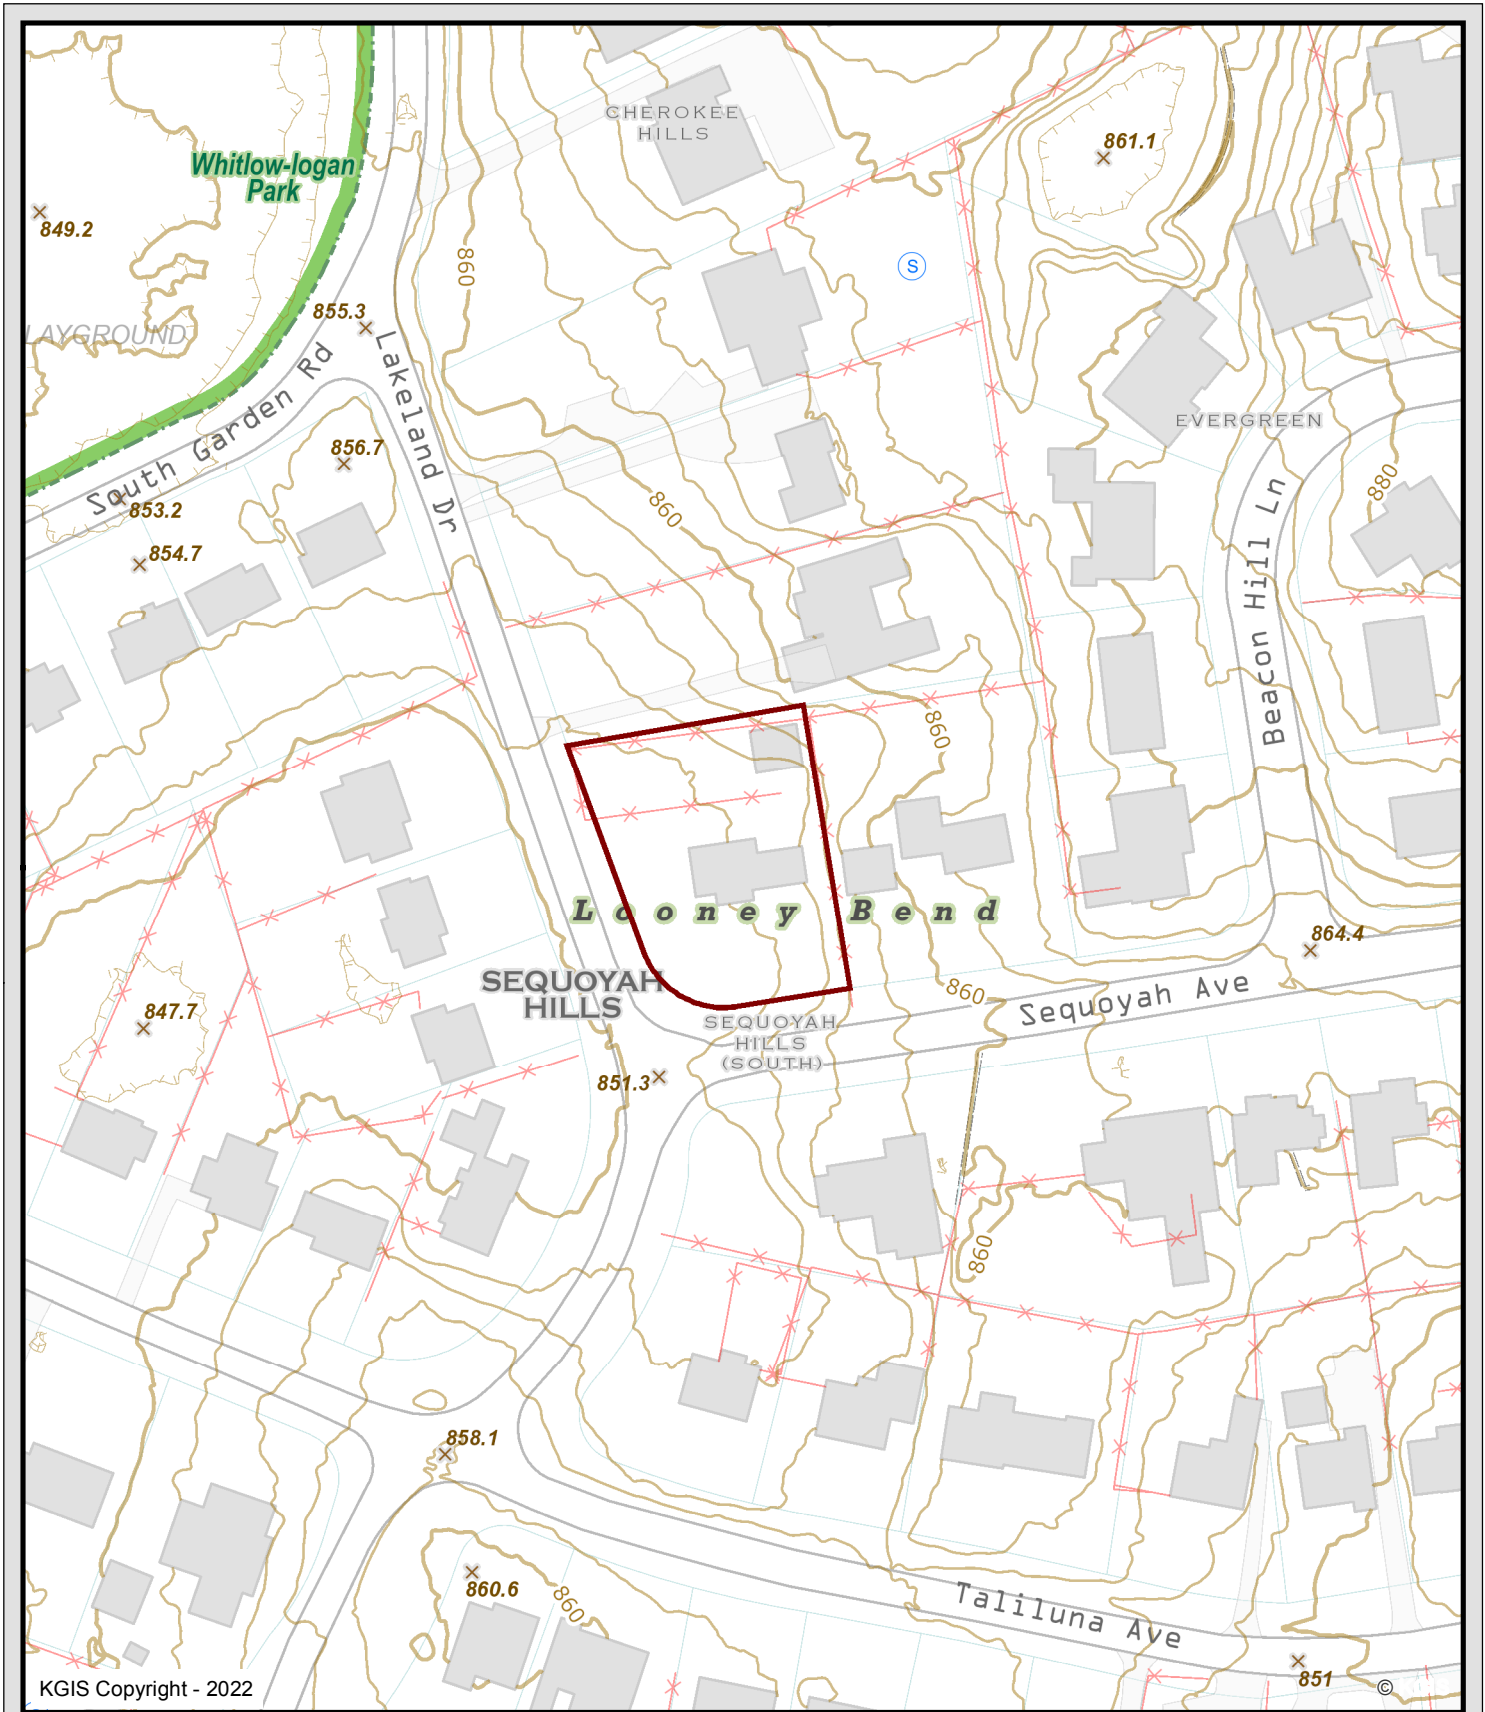 CHEROKEE
HILLS
861.1
Whitlow-logan
Park
849.2
860
855.3
LAYGROUND
South Garden Rd
Lakeland Dr
EVERGREEN
856.7
880
853.2
860
854.7
Beacon Hill Ln
860
Looney Bend
864.4
SEQUOYAH
HILLS
860
Sequoyah Ave
847.7
SEQUOYAH
HILLS
(SOUTH)
851.3
860
858.1
860.6
860
Taliluna Ave
851
KGIS Copyright - 2022
©
S